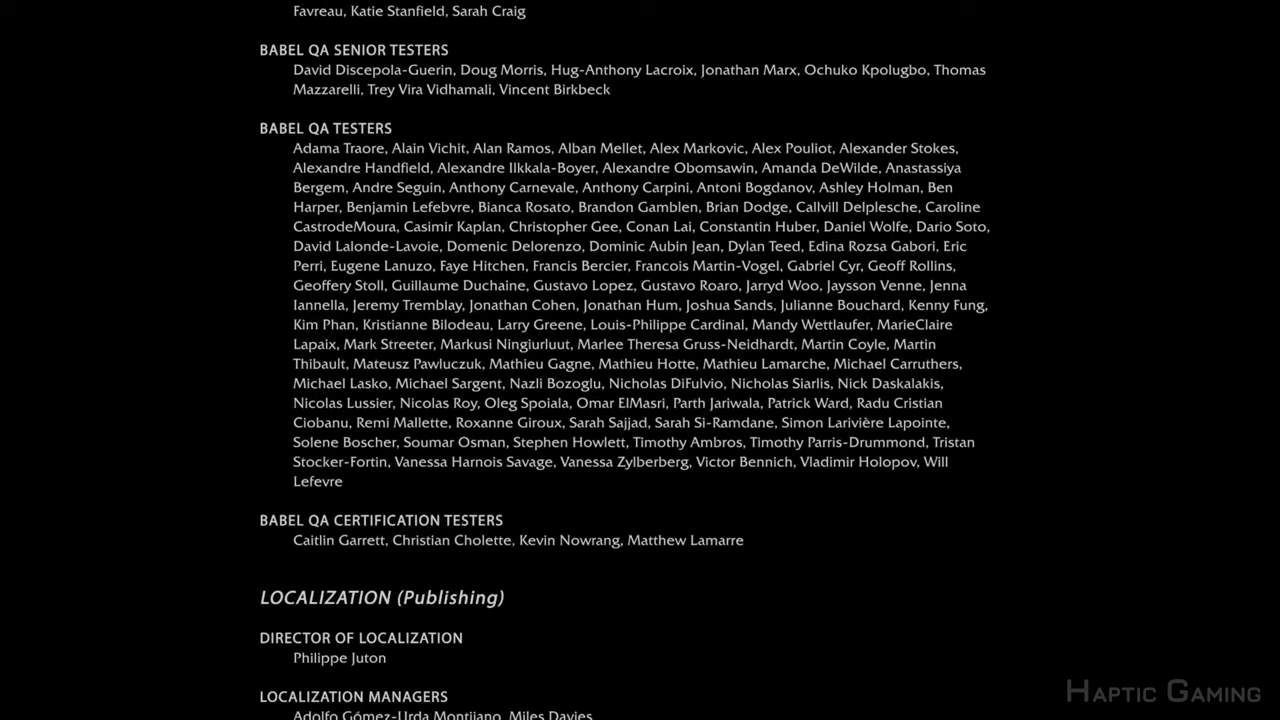 Favreau, Katie Stanfield, Sarah Craig
BABEL QA SENIOR TESTERS
David Discepola-Guerin, Doug Morris, Hug-Anthony Lacroix, Jonathan Marx, Ochuko Kpolugbo, Thomas
Mazzarelli, Trey Vira Vidhamali, Vincent Birkbeck
BABEL QA TESTERS
Adama Traore, Alain Vichit, Alan Ramos, Alban Mellet, Alex Markovic, Alex Pouliot, Alexander Stokes,
Alexandre Handfield, Alexandre Ilkkala-Boyer, Alexandre Obomsawin, Amanda DeWilde, Anastassiya
Bergem, Andre Seguin, Anthony Carnevale, Anthony Carpini, Antoni Bogdanov, Ashley Holman, Ben
Harper, Benjamin Lefebvre, Bianca Rosato, Brandon Gamblen, Brian Dodge, Callvill Delplesche, Caroline
CastrodeMoura, Casimir Kaplan, Christopher Gee, Conan Lai, Constantin Huber, Daniel Wolfe, Dario Soto,
David Lalonde-Lavoie, Domenic Delorenzo, Dominic Aubin Jean, Dylan Teed, Edina Rozsa Gabori, Eric
Perri, Eugene Lanuzo, Faye Hitchen, Francis Bercier, Francois Martin-Vogel, Gabriel Cyr, Geoff Rollins,
Geoffery Stoll, Guillaume Duchaine, Gustavo Lopez, Gustavo Roaro, Jarryd Woo, Jaysson Venne, Jenna
Iannella, Jeremy Tremblay, Jonathan Cohen, Jonathan Hum, Joshua Sands, Julianne Bouchard, Kenny Fung,
Kim Phan, Kristianne Bilodeau, Larry Greene, Louis-Philippe Cardinal, Mandy Wettlaufer, MarieClaire
Lapaix, Mark Streeter, Markusi Ningiurluut, Marlee Theresa Gruss-Neidhardt, Martin Coyle, Martin
Thibault, Mateusz Pawluczuk, Mathieu Gagne, Mathieu Hotte, Mathieu Lamarche, Michael Carruthers,
Michael Lasko, Michael Sargent, Nazli Bozoglu, Nicholas DiFulvio, Nicholas Siarlis, Nick Daskalakis,
Nicolas Lussier, Nicolas Roy, Oleg Spoiala, Omar ElMasri, Parth Jariwala, Patrick Ward, Radu Cristian
Ciobanu, Remi Mallette, Roxanne Giroux, Sarah Sajjad, Sarah Si-Ramdane, Simon Larivière Lapointe,
Solene Boscher, Soumar Osman, Stephen Howlett, Timothy Ambros, Timothy Parris-Drummond, Tristan
Stocker-Fortin, Vanessa Harnois Savage, Vanessa Zylberberg, Victor Bennich, Vladimir Holopov, Will
Lefevre
BABEL QA CERTIFICATION TESTERS
Caitlin Garrett, Christian Cholette, Kevin Nowrang, Matthew Lamarre
LOCALIZATION (Publishing)
DIRECTOR OF LOCALIZATION
Philippe Juton
LOCALIZATION MANAGERS
Adolfo Gómez-Urda Montijano, Miles Davies
HAPTIC GAMING